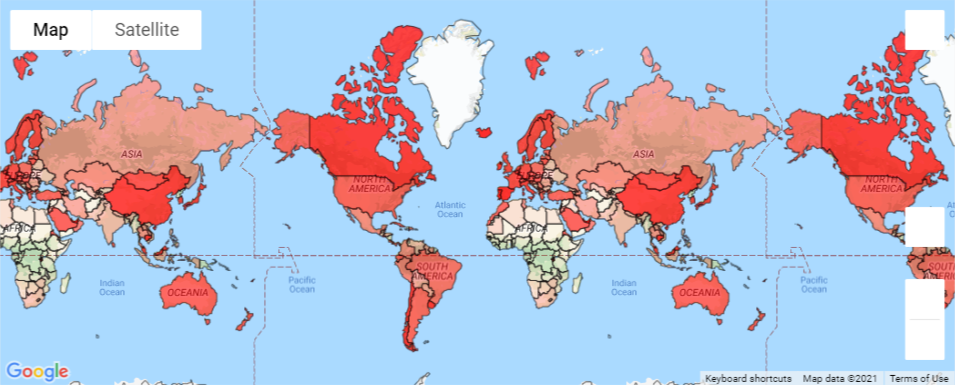 Map
Satellite
ASIA
NORTH
AMERICA
Atlantic
Ocean
AFRICA
Indian
Ocean
OCEANIA
Pacific
Ocean
SOUTH
AMERICA
ASIA
NORTH
AMERICA
AFRICA
Indian
Ocean
OCEANIA
Pacific
Ocean
Google
Keyboard shortcuts
Map data ©2021
Terms of Use